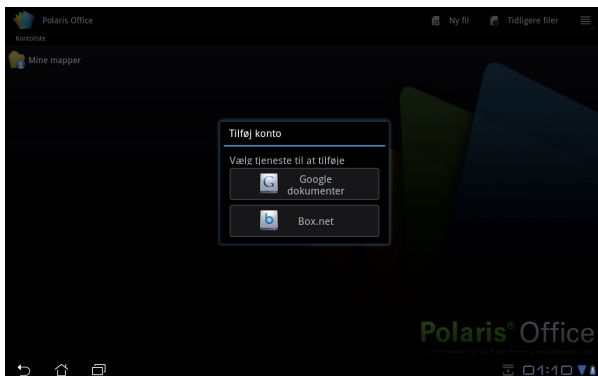 Polaris Office
Ny fil
Tidligere filer
Kontoliste
Mine mapper
Tilføj konto
Vælg tjeneste til at tilføje
Google
dokumenter
Box.net
Polaris® Office
01:10